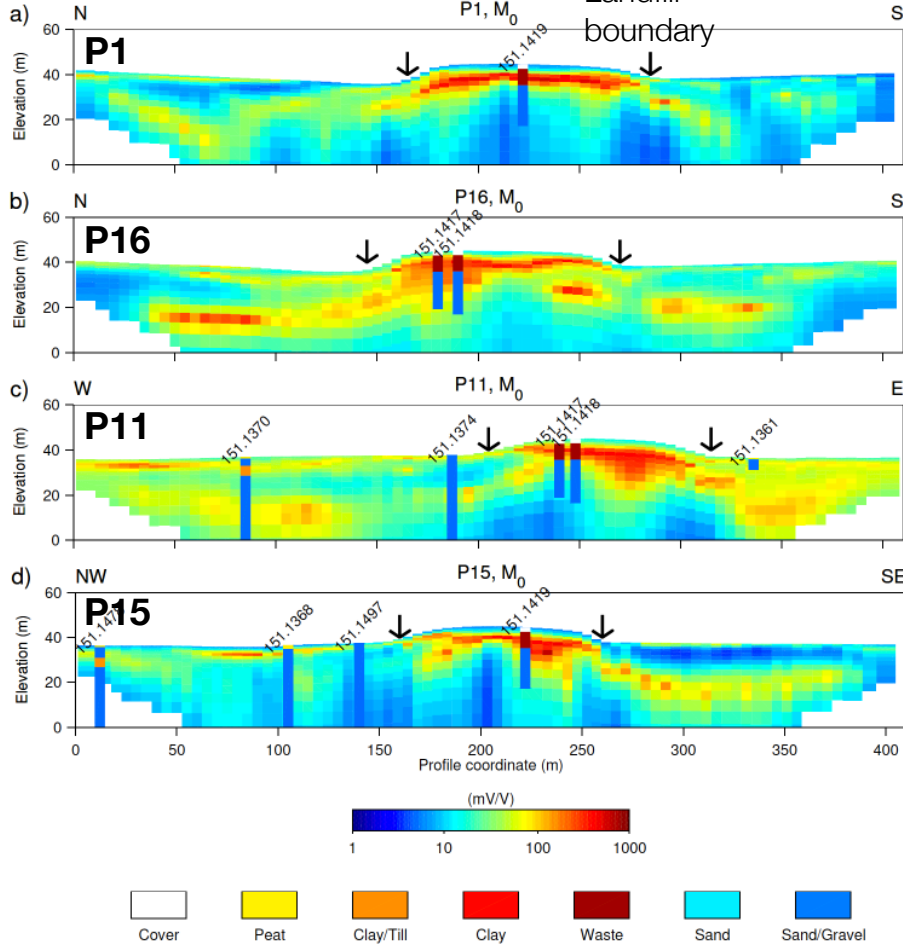 boundary
a) N P1, M0 S
P1
151.1419
Elevation (m)
60
40
20
0
b) N P16, M0 S
P16
151.1417
151.1418
Elevation (m)
60
40
20
0
c) W P11, M0 E
P11
151.1370
151.1374
151.1417
151.1418
151.1361
Elevation (m)
60
40
20
0
d) NW P15, M0 SE
P15
151.1368
151.1497
151.1419
Elevation (m)
60
40
20
0
0 50 100 150 200 250 300 350 400
Profile coordinate (m)
(mV/V)
1 10 100 1000
Cover Peat Clay/Till Clay Waste Sand Sand/Gravel